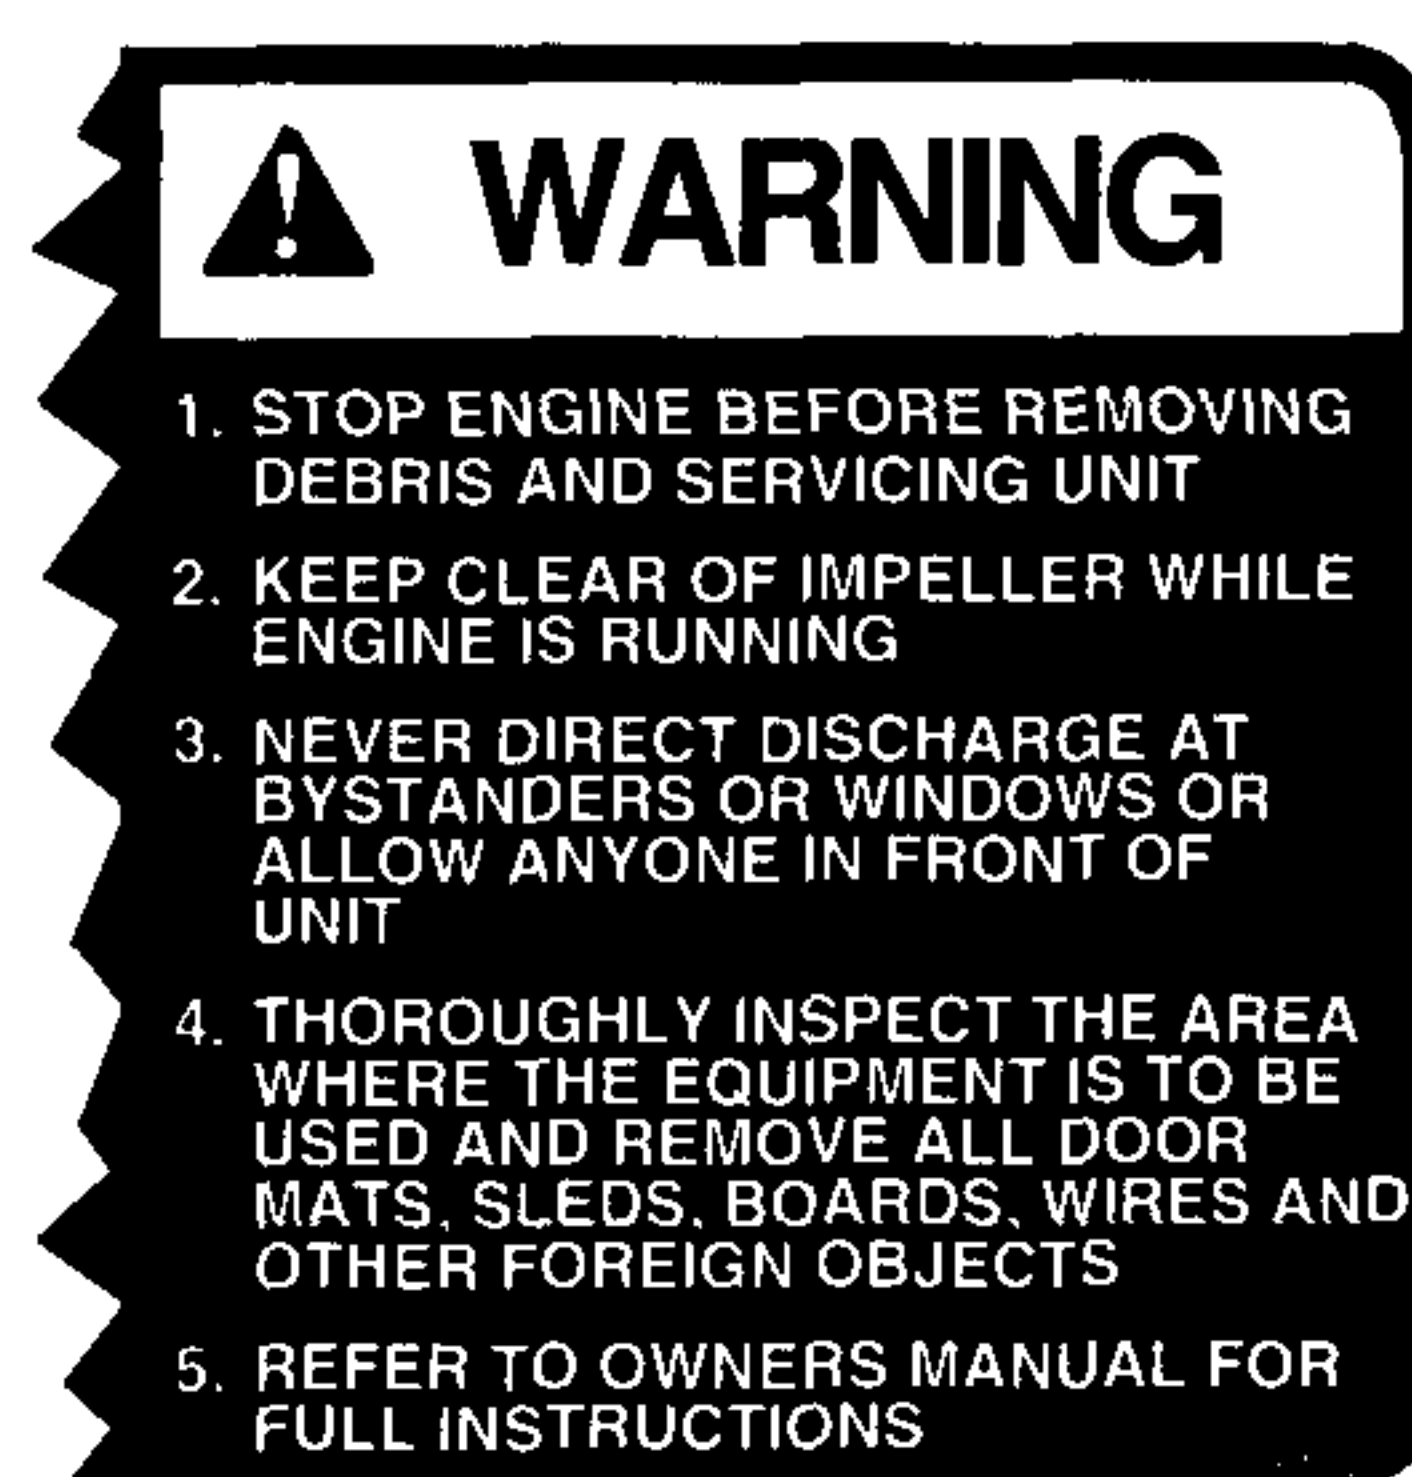 WARNING
1. STOP ENGINE BEFORE REMOVING
DEBRIS AND SERVICING UNIT
2. KEEP CLEAR OF IMPELLER WHILE
ENGINE IS RUNNING
3. NEVER DIRECT DISCHARGE AT
BYSTANDERS OR WINDOWS OR
ALLOW ANYONE IN FRONT OF
UNIT
4. THOROUGHLY INSPECT THE AREA
WHERE THE EQUIPMENT IS TO BE
USED AND REMOVE ALL DOOR
MATS, SLEDS, BOARDS, WIRES AND
OTHER FOREIGN OBJECTS
5. REFER TO OWNERS MANUAL FOR
FULL INSTRUCTIONS